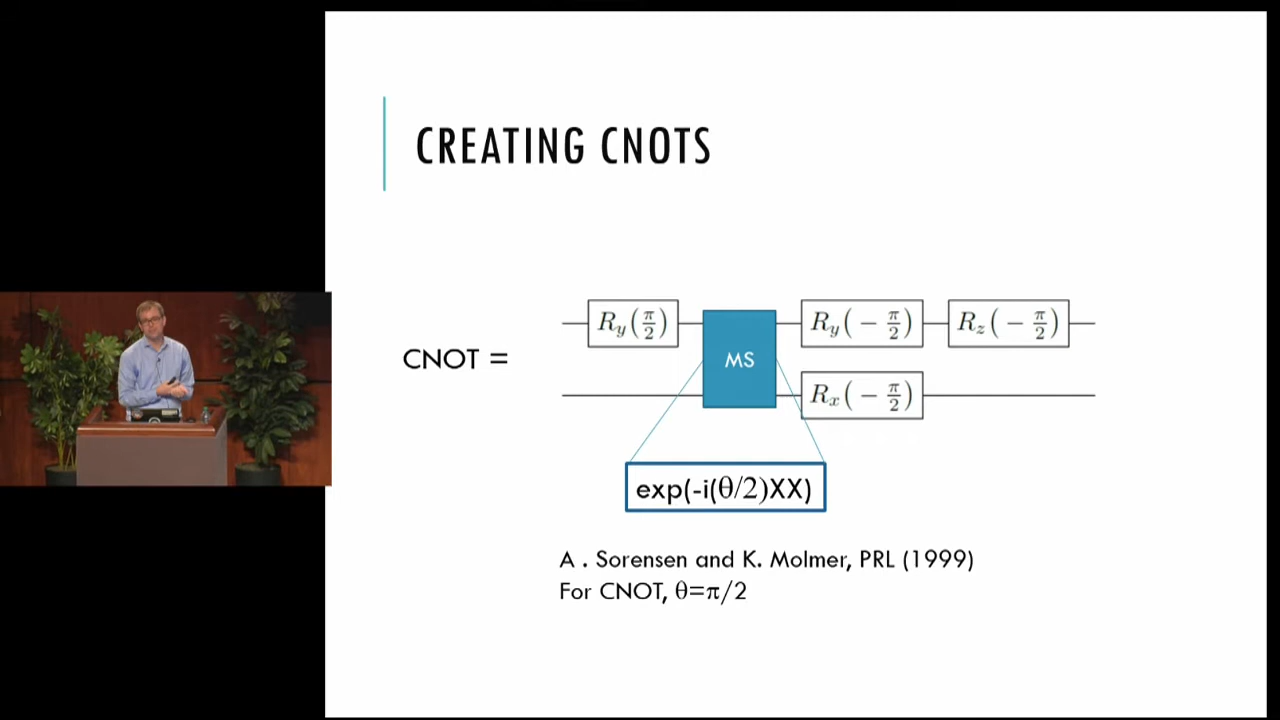 CREATING CNOTS
CNOT =
R_y(π/2)
MS
R_y(−π/2)
R_z(−π/2)
R_x(−π/2)
exp(-i(θ/2)XX)
A . Sorensen and K. Molmer, PRL (1999)
For CNOT, θ=π/2